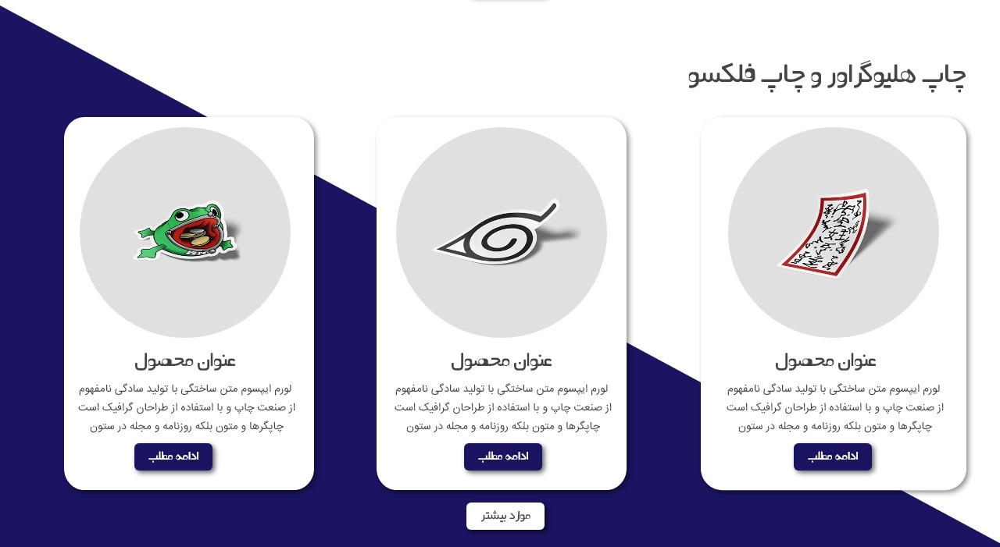 چاپ هلیوگراور و چاپ فلکسو
عنوان محصول
لورم ایپسوم متن ساختگی با تولید سادگی نامفهوم
از صنعت چاپ و با استفاده از طراحان گرافیک است
چاپگرها و متون بلکه روزنامه و مجله در ستون
ادامه مطلب
عنوان محصول
لورم ایپسوم متن ساختگی با تولید سادگی نامفهوم
از صنعت چاپ و با استفاده از طراحان گرافیک است
چاپگرها و متون بلکه روزنامه و مجله در ستون
ادامه مطلب
عنوان محصول
لورم ایپسوم متن ساختگی با تولید سادگی نامفهوم
از صنعت چاپ و با استفاده از طراحان گرافیک است
چاپگرها و متون بلکه روزنامه و مجله در ستون
ادامه مطلب
موارد بیشتر